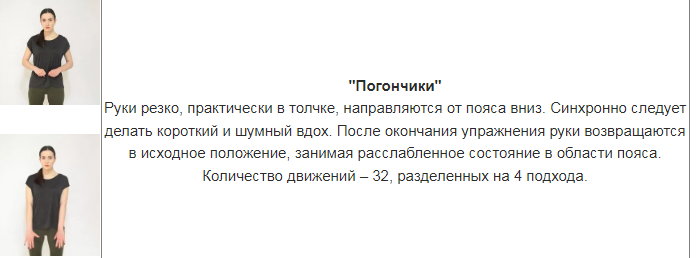 "Погончики"
Руки резко, практически в толчке, направляются от пояса вниз. Синхронно следует
делать короткий и шумный вдох. После окончания упражнения руки возвращаются
в исходное положение, занимая расслабленное состояние в области пояса.
Количество движений – 32, разделенных на 4 подхода.